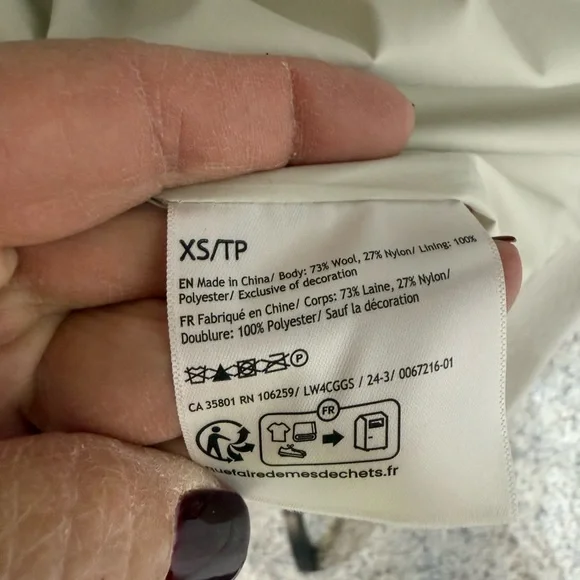 XS/TP
EN Made in China/ Body: 73% Wool, 27% Nylon/ Lining: 100%
Polyester/ Exclusive of decoration
FR Fabriqué en Chine/ Corps: 73% Laine, 27% Nylon/
Doublure: 100% Polyester/ Sauf la décoration
P
CA 35801 RN 106259/ LW4CGGS / 24-3/ 0067216-01
FR
uefairedemesdechets.fr